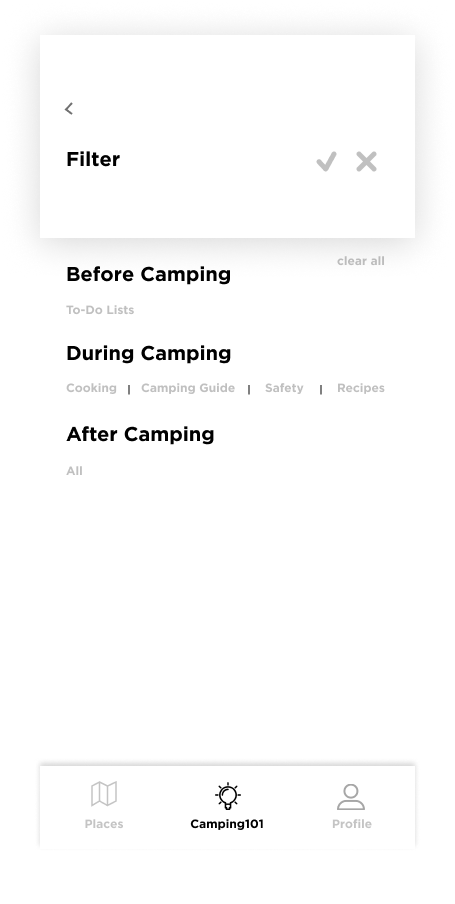 Filter
clear all
Before Camping
To-Do Lists
During Camping
Cooking | Camping Guide | Safety | Recipes
After Camping
All
Places Camping101 Profile